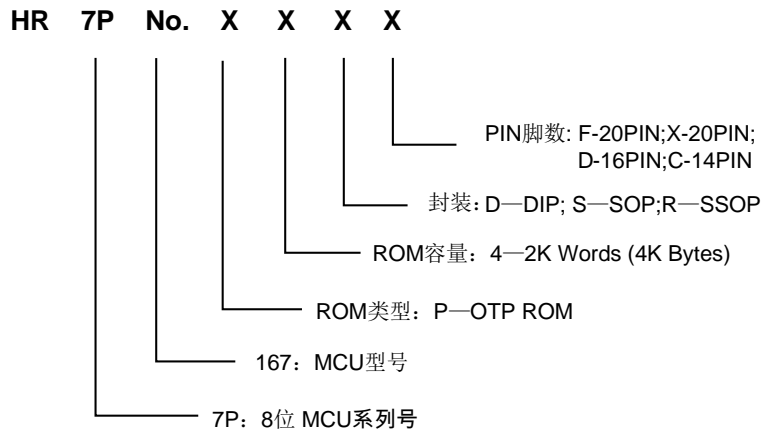 HR 7P No. X X X X
PIN脚数: F-20PIN;X-20PIN;
D-16PIN;C-14PIN
封装: D—DIP; S—SOP;R—SSOP
ROM容量：4—2K Words (4K Bytes)
ROM类型：P—OTP ROM
167：MCU型号
7P：8位 MCU系列号